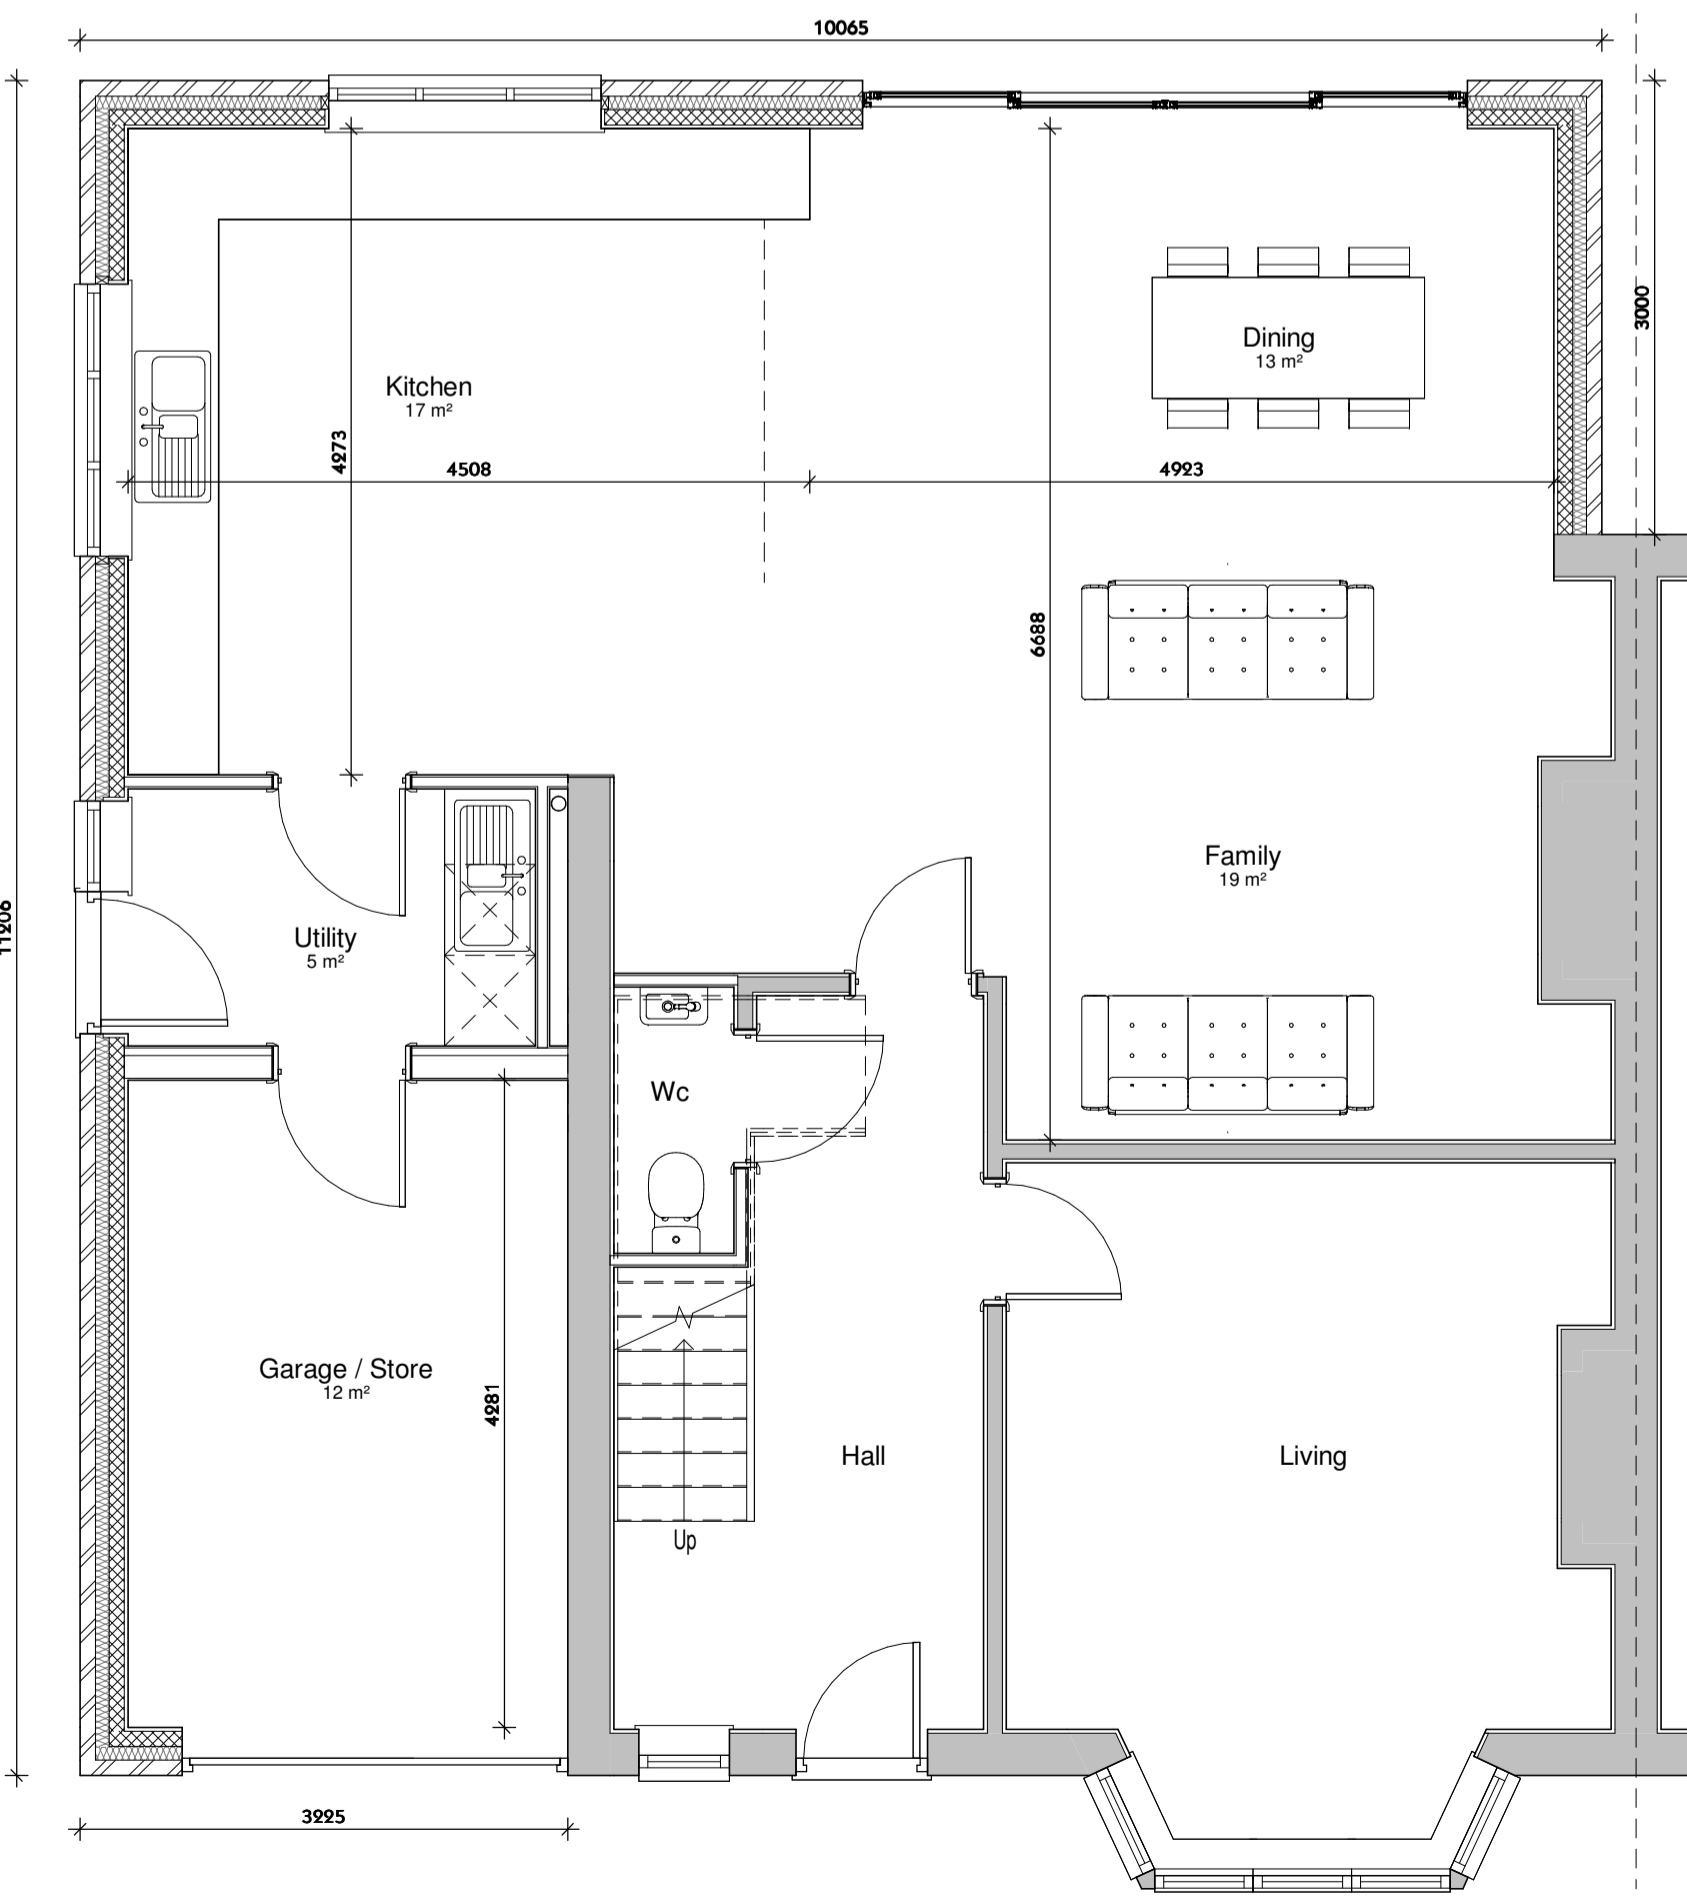 10065
3000
Dining
13 m²
Kitchen
17 m²
4273
4508
4923
6688
Family
19 m²
11206
Utility
5 m²
Wc
Garage / Store
12 m²
4281
Hall
Living
Up
3225